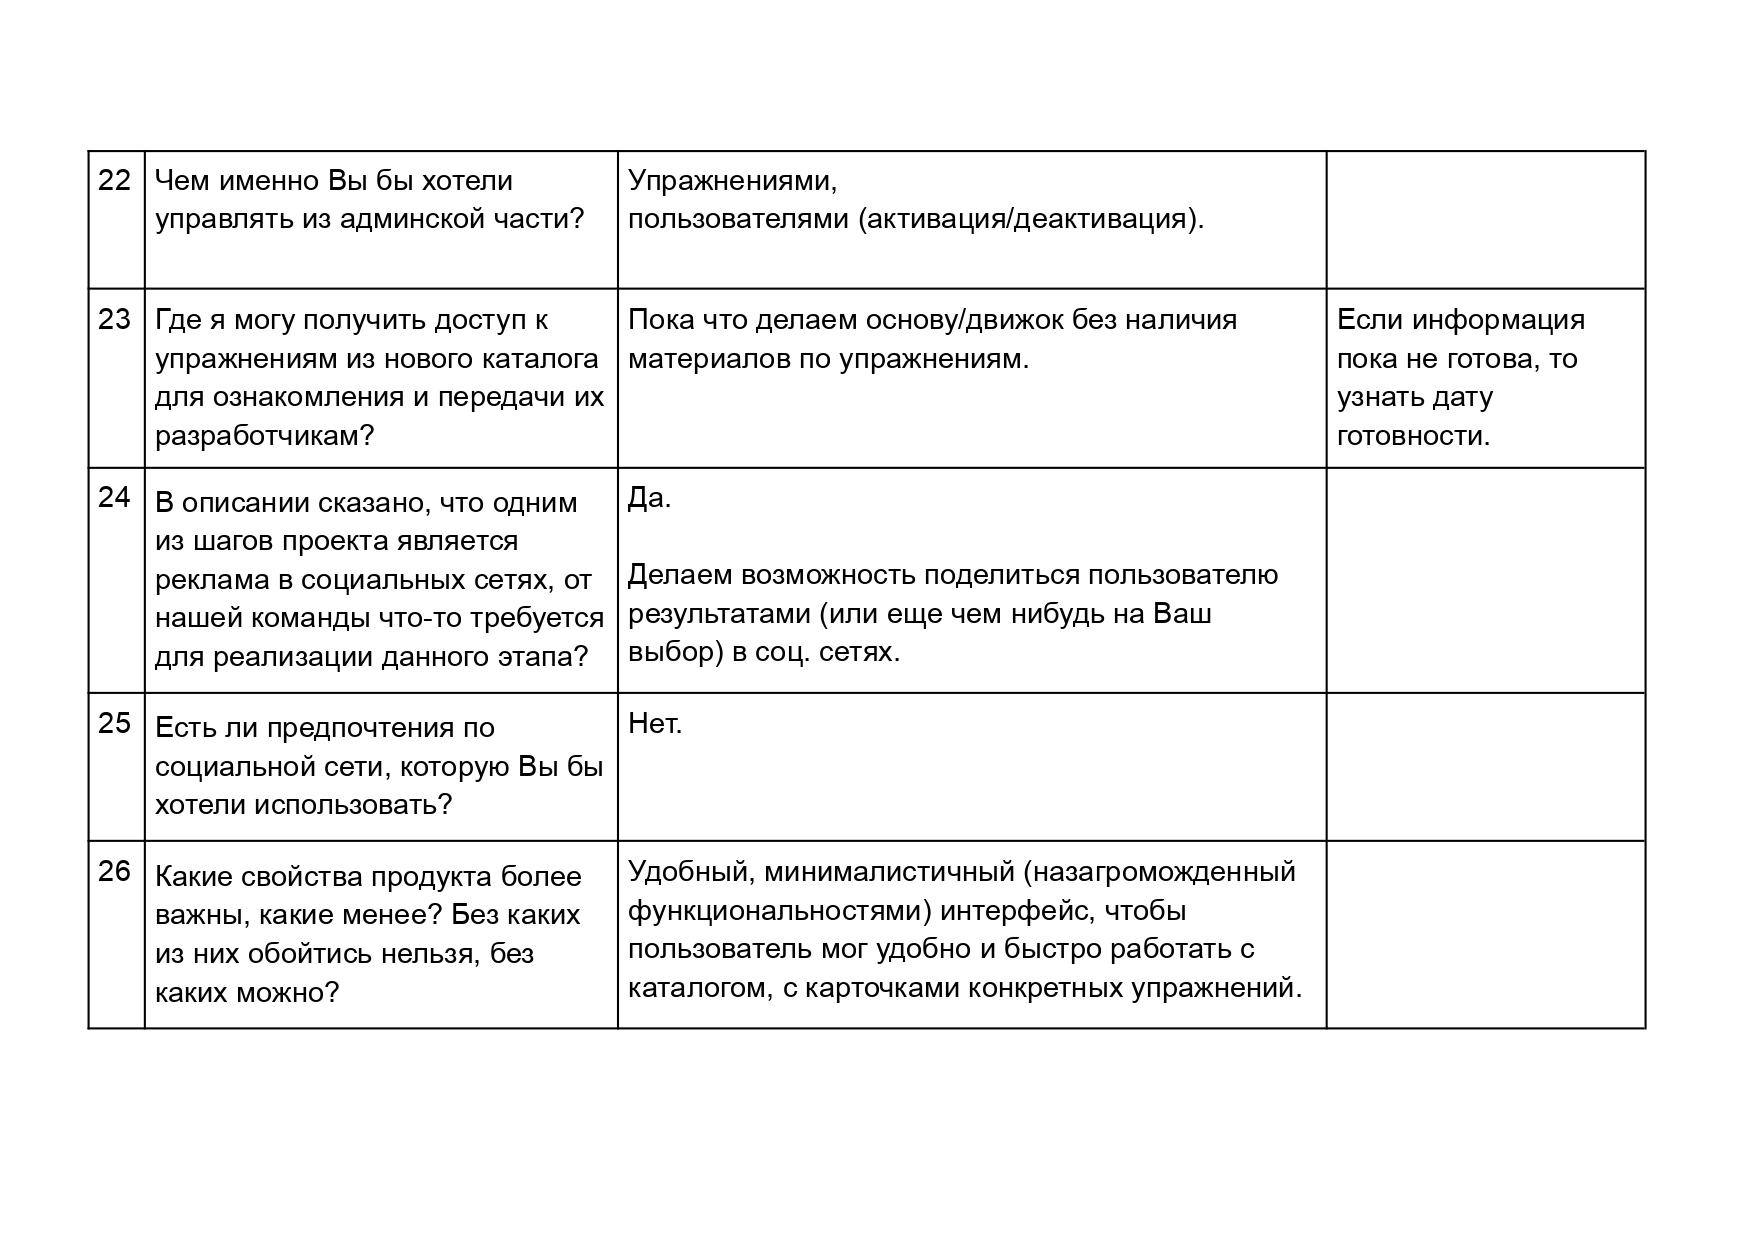 22
Чем именно Вы бы хотели
управлять из админской части?
Упражнениями,
пользователями (активация/деактивация).
23
Где я могу получить доступ к
упражнениям из нового каталога
для ознакомления и передачи их
разработчикам?
Пока что делаем основу/движок без наличия
материалов по упражнениям.
Если информация
пока не готова, то
узнать дату
готовности.
24
В описании сказано, что одним
из шагов проекта является
реклама в социальных сетях, от
нашей команды что-то требуется
для реализации данного этапа?
Да.
Делаем возможность поделиться пользователю
результатами (или еще чем нибудь на Ваш
выбор) в соц. сетях.
25
Есть ли предпочтения по
социальной сети, которую Вы бы
хотели использовать?
Нет.
26
Какие свойства продукта более
важны, какие менее? Без каких
из них обойтись нельзя, без
каких можно?
Удобный, минималистичный (назагроможденный
функциональностями) интерфейс, чтобы
пользователь мог удобно и быстро работать с
каталогом, с карточками конкретных упражнений.